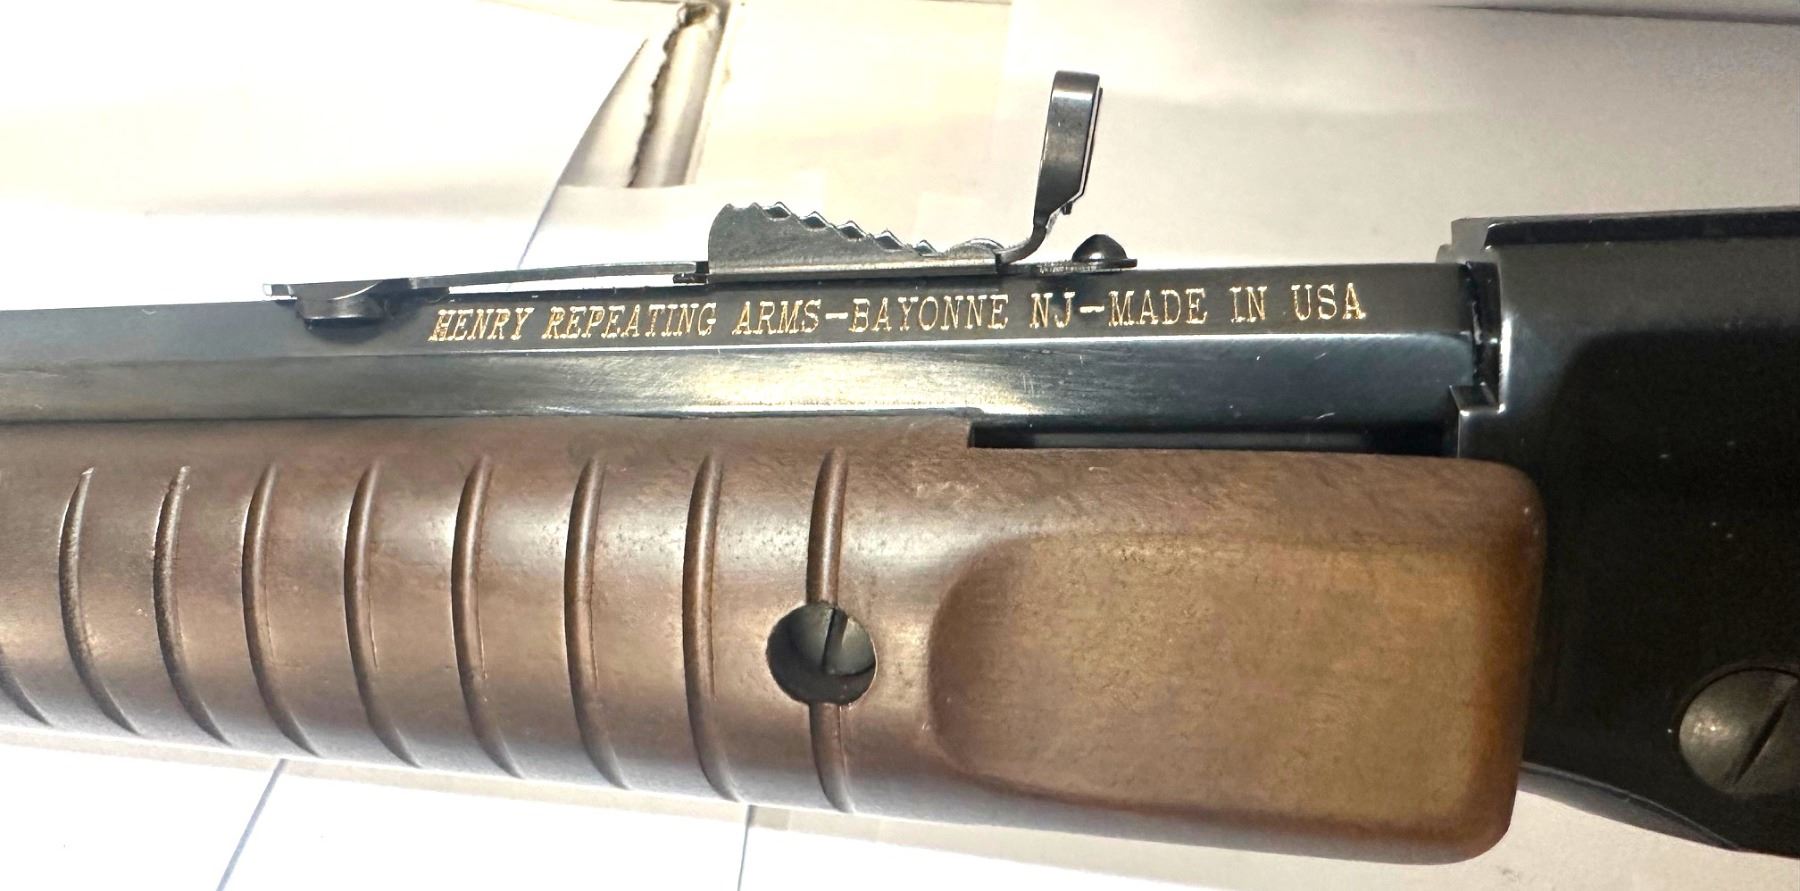 HENRY REPEATING ARMS-BAYONNE NJ-MADE IN USA